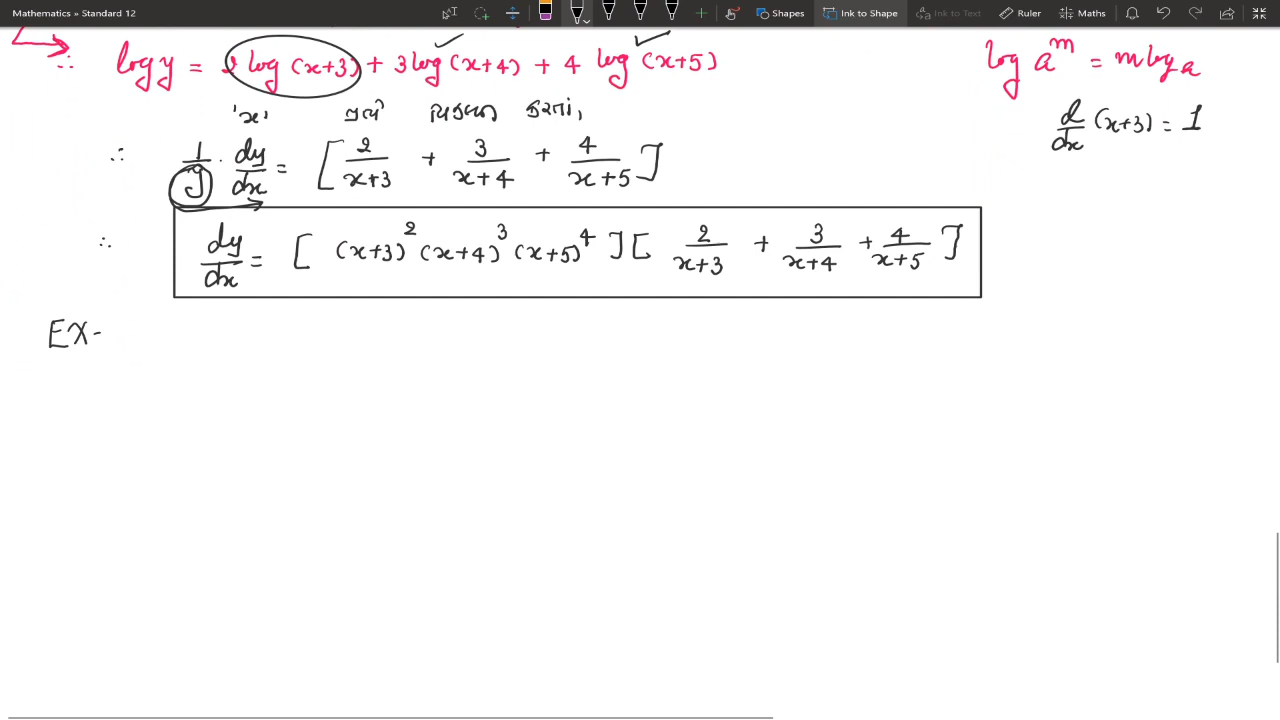 Mathematics » Standard 12
Shapes Ink to Shape Ink to Text Ruler Maths
∴ log y = 2 log (x+3) + 3 log (x+4) + 4 log (x+5)
log a^m = m log a
'x' પ્રત્યે વિકલન કરતાં,
d/dx (x+3) = 1
∴ 1/y · dy/dx = [ 2/(x+3) + 3/(x+4) + 4/(x+5) ]
∴ dy/dx = [ (x+3)^2 (x+4)^3 (x+5)^4 ] [ 2/(x+3) + 3/(x+4) + 4/(x+5) ]
EX-